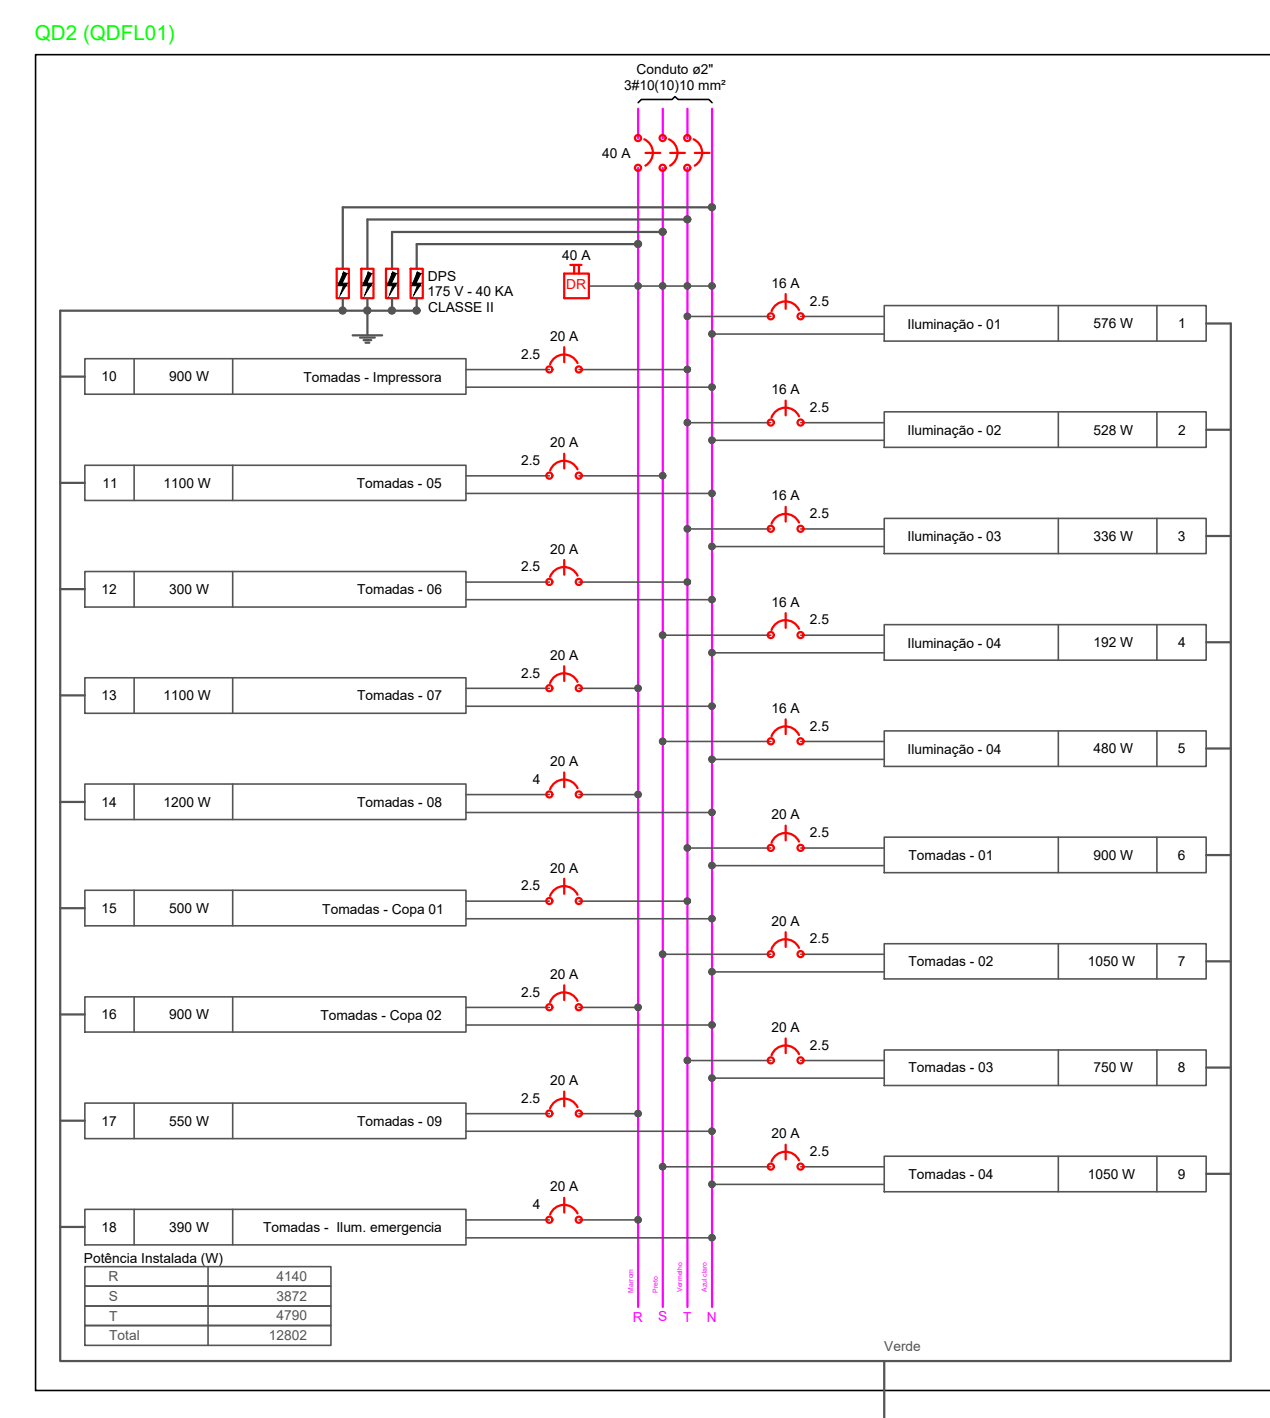 QD2 (QDFL01)
Conduto ø2"
3#10(10)10 mm²
40 A
40 A
DR
DPS
175 V - 40 KA
CLASSE II
16 A
2.5
Iluminação - 01 576 W 1
20 A
2.5
10 900 W Tomadas - Impressora
16 A
2.5
Iluminação - 02 528 W 2
20 A
2.5
11 1100 W Tomadas - 05
16 A
2.5
Iluminação - 03 336 W 3
20 A
2.5
12 300 W Tomadas - 06
16 A
2.5
Iluminação - 04 192 W 4
20 A
2.5
13 1100 W Tomadas - 07
16 A
2.5
Iluminação - 04 480 W 5
20 A
4
14 1200 W Tomadas - 08
20 A
2.5
Tomadas - 01 900 W 6
20 A
2.5
15 500 W Tomadas - Copa 01
20 A
2.5
Tomadas - 02 1050 W 7
20 A
2.5
16 900 W Tomadas - Copa 02
20 A
2.5
Tomadas - 03 750 W 8
20 A
2.5
17 550 W Tomadas - 09
20 A
2.5
Tomadas - 04 1050 W 9
20 A
4
18 390 W Tomadas - Ilum. emergencia
Potência Instalada (W)
R 4140
S 3872
T 4790
Total 12802
Marrom
Preto
Vermelho
Azul claro
R S T N
Verde